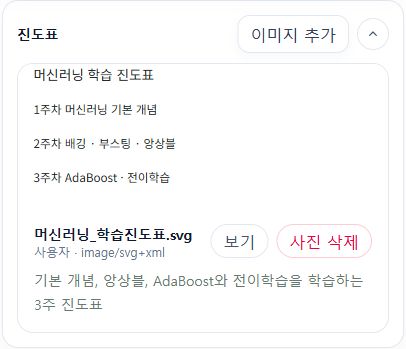 진도표
이미지 추가
머신러닝 학습 진도표
1주차 머신러닝 기본 개념
2주차 배깅 · 부스팅 · 앙상블
3주차 AdaBoost · 전이학습
머신러닝_학습진도표.svg
사용자 · image/svg+xml
보기
사진 삭제
기본 개념, 앙상블, AdaBoost와 전이학습을 학습하는
3주 진도표